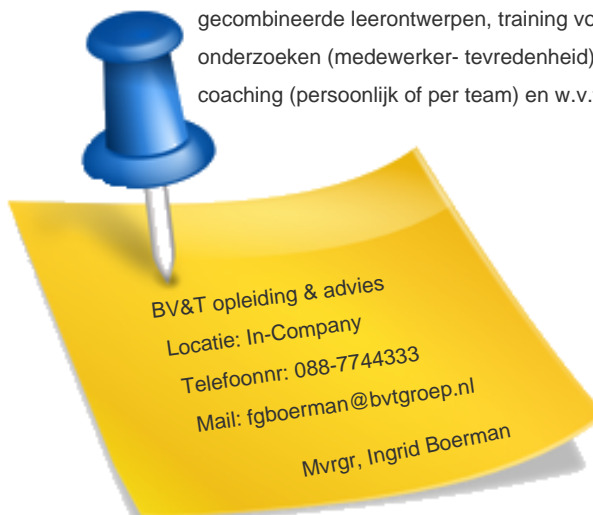 gecombineerde leerontwerpen, training
onderzoeken (medewerker- tevredenheid)
coaching (persoonlijk of per team) en w.v.
BV&T opleiding & advies
Locatie: In-Company
Telefoonnr: 088-7744333
Mail: fgboerman@bvtgroep.nl
Mvrgr, Ingrid Boerman